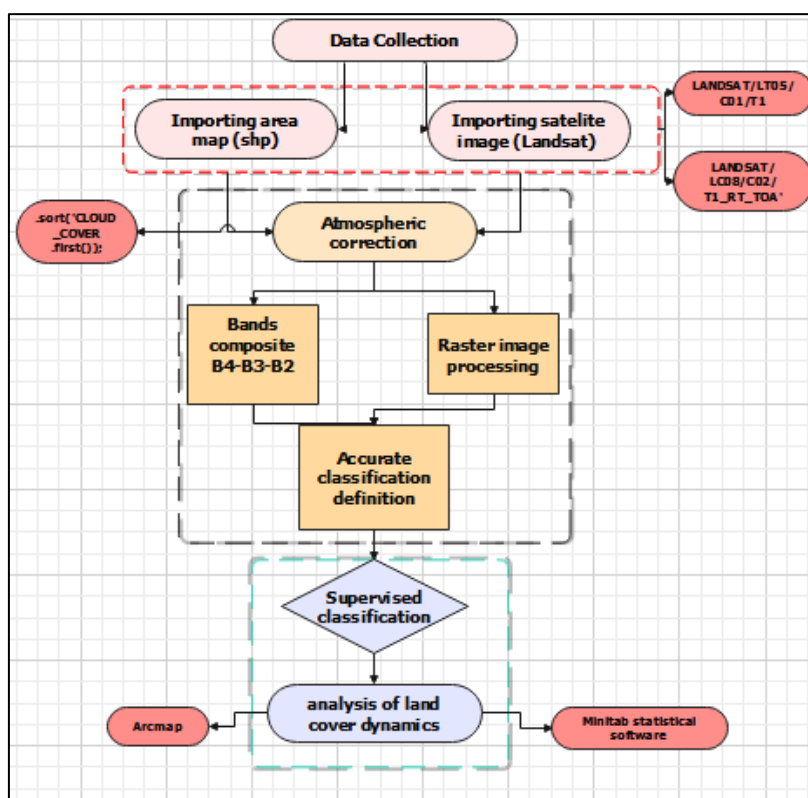 Data Collection
Importing area
map (shp)
Importing satelite
image (Landsat)
LANDSAT/LT05/
C01/T1
LANDSAT/
LC08/C02/
T1_RT_TOA'
.sort('CLOUD
_COVER
.first());
Atmospheric
correction
Bands
composite
B4-B3-B2
Raster image
processing
Accurate
classification
definition
Supervised
classification
analysis of land
cover dynamics
Arcmap
Minitab statistical
software